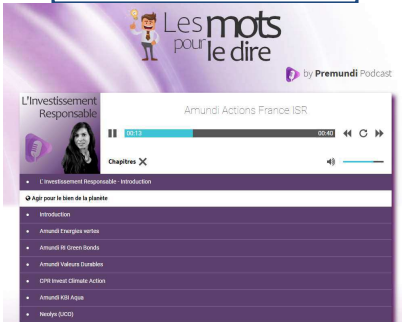 Les mots
pour le dire
by Premundi Podcast
L'Investissement
Responsable
Amundi Actions France ISR
00:13
00:40
Chapitres
L'Investissement Responsable - Introduction
Agir pour le bien de la planète
Introduction
Amundi Energies vertes
Amundi RI Green Bonds
Amundi Valeurs Durables
CPR Invest Climate Action
Amundi KBI Aqua
Neolys (UCO)